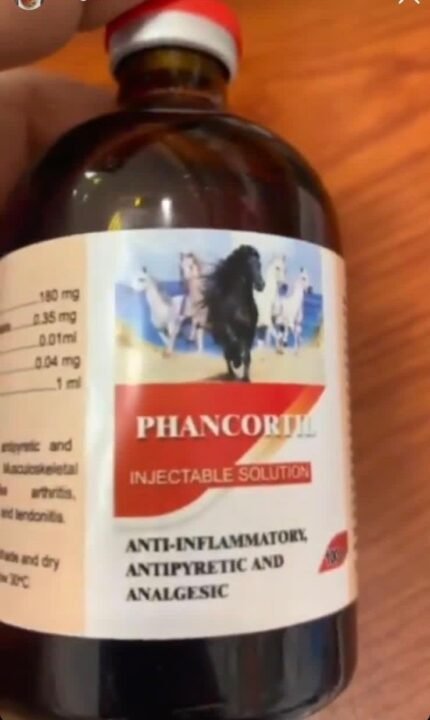 180 mg
0.35 mg
0.01ml
0.04 mg
1 ml
antipyretic and
Musculoskeletal
arthritis,
and tendonitis.
and dry
30°C
PHANCORTIL
INJECTABLE SOLUTION
ANTI-INFLAMMATORY,
ANTIPYRETIC AND
ANALGESIC